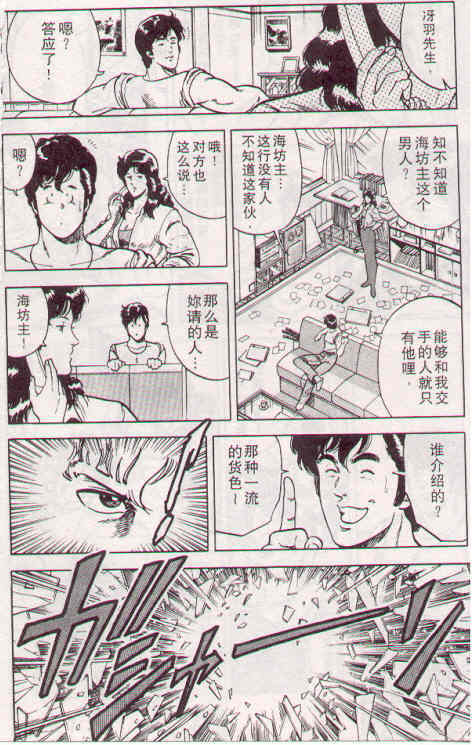 冴羽先生.
嗯？
答应了！
知不知道
海坊主这个
男人？
海坊主…
这行没有人
不知道这家伙.
能够和我交
手的人就只
有他哩.
哦！
对方也
这么说…
嗯？
那么是
妳请的人…
海坊主！
谁介绍的？
那种一流
的货色～
ガシャーン